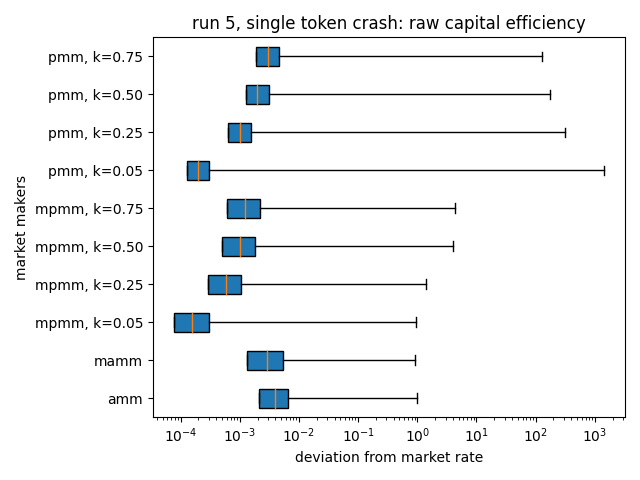 run 5, single token crash: raw capital efficiency
market makers
pmm, k=0.75
pmm, k=0.50
pmm, k=0.25
pmm, k=0.05
mpmm, k=0.75
mpmm, k=0.50
mpmm, k=0.25
mpmm, k=0.05
mamm
amm
10⁻⁴ 10⁻³ 10⁻² 10⁻¹ 10⁰ 10¹ 10² 10³
deviation from market rate